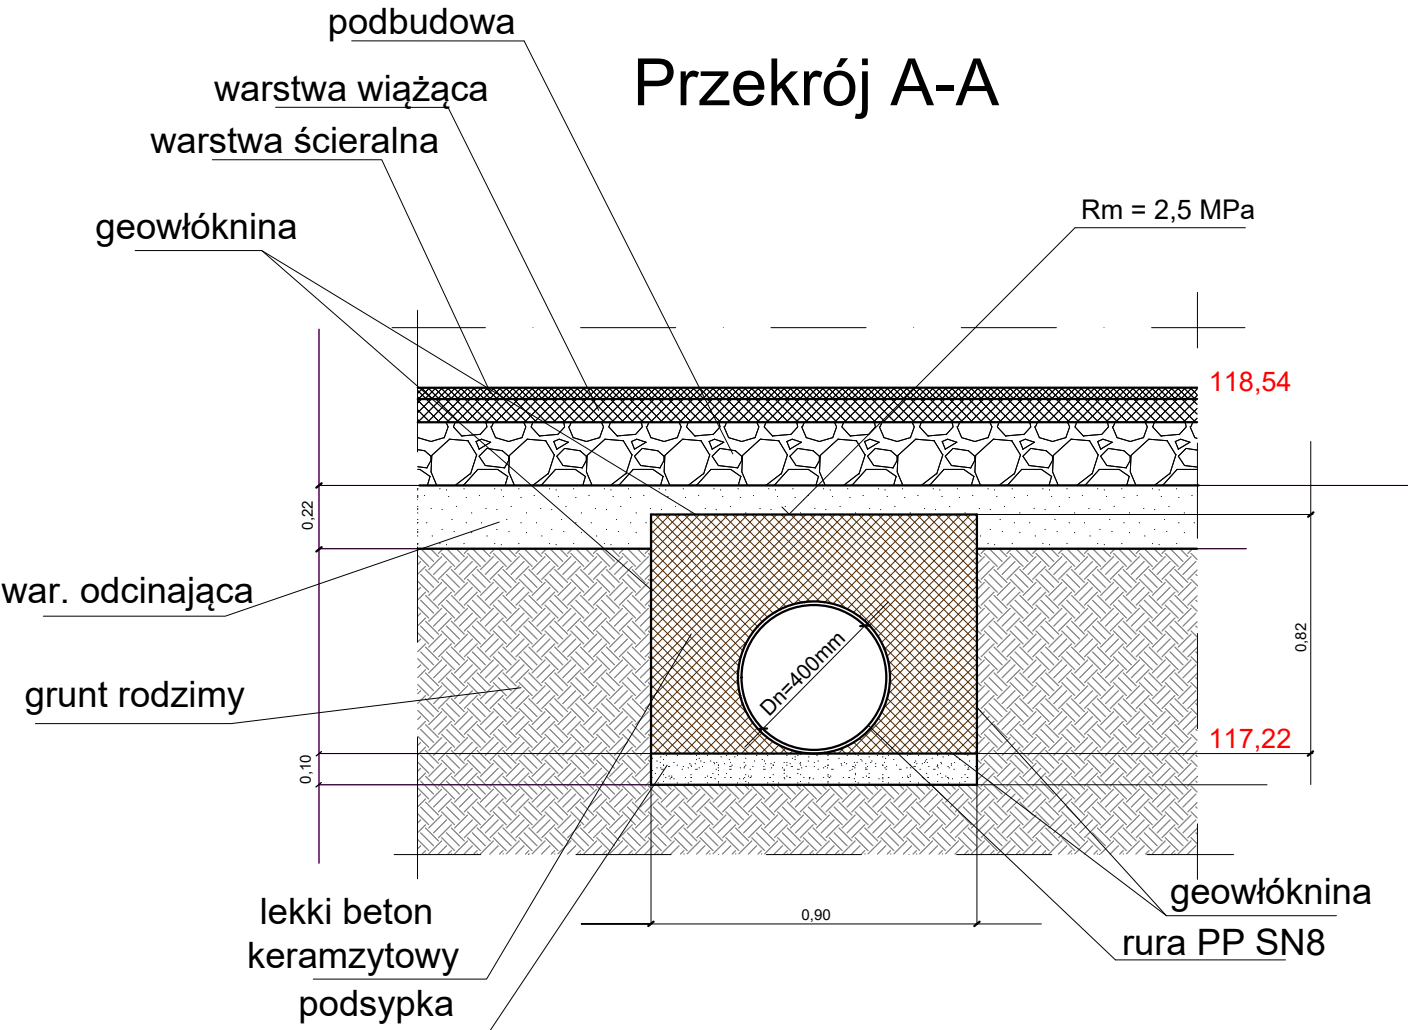 podbudowa
Przekrój A-A
warstwa wiążąca
warstwa ścieralna
geowłóknina
Rm = 2,5 MPa
118,54
0,22
war. odcinająca
grunt rodzimy
Dn=400mm
0,82
117,22
0,10
lekki beton
keramzytowy
podsypka
0,90
geowłóknina
rura PP SN8